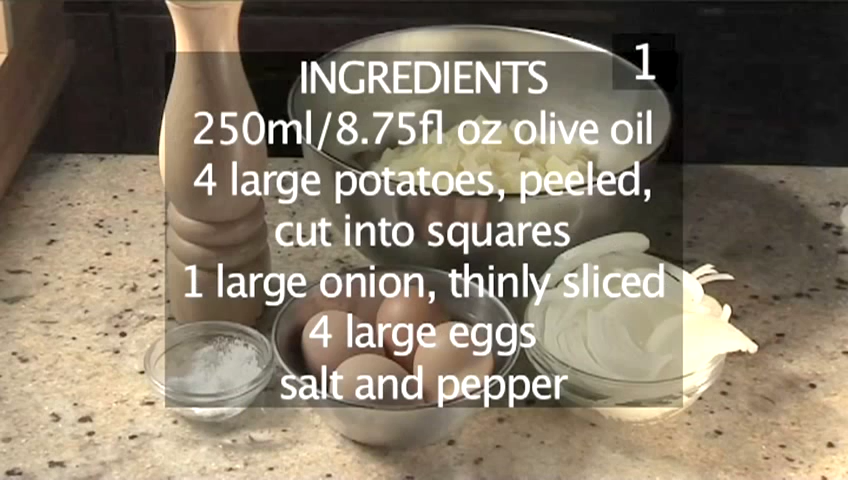 1
INGREDIENTS
250ml/8.75fl oz olive oil
4 large potatoes, peeled,
cut into squares
1 large onion, thinly sliced
4 large eggs
salt and pepper